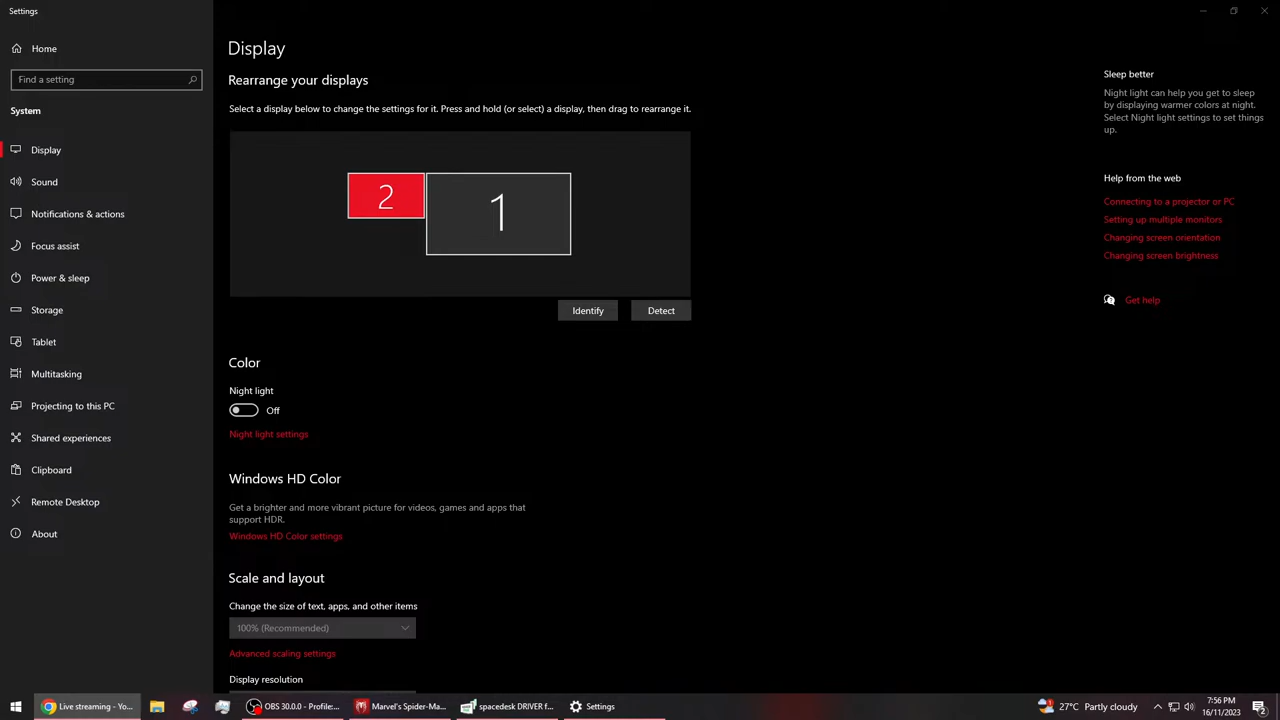 Settings
Home
Find a setting
System
Display
Sound
Notifications & actions
Focus assist
Power & sleep
Storage
Tablet
Multitasking
Projecting to this PC
Shared experiences
Clipboard
Remote Desktop
About
Display
Rearrange your displays
Select a display below to change the settings for it. Press and hold (or select) a display, then drag to rearrange it.
2
1
Identify
Detect
Color
Night light
Off
Night light settings
Windows HD Color
Get a brighter and more vibrant picture for videos, games and apps that
support HDR.
Windows HD Color settings
Scale and layout
Change the size of text, apps, and other items
100% (Recommended)
Advanced scaling settings
Display resolution
Sleep better
Night light can help you get to sleep
by displaying warmer colors at night.
Select Night light settings to set things
up.
Help from the web
Connecting to a projector or PC
Setting up multiple monitors
Changing screen orientation
Changing screen brightness
Get help
Live streaming - Yo...
OBS 30.0.0 - Profile:...
Marvel's Spider-Ma...
spacedesk DRIVER f...
Settings
27°C Partly cloudy
7:56 PM
16/11/2023